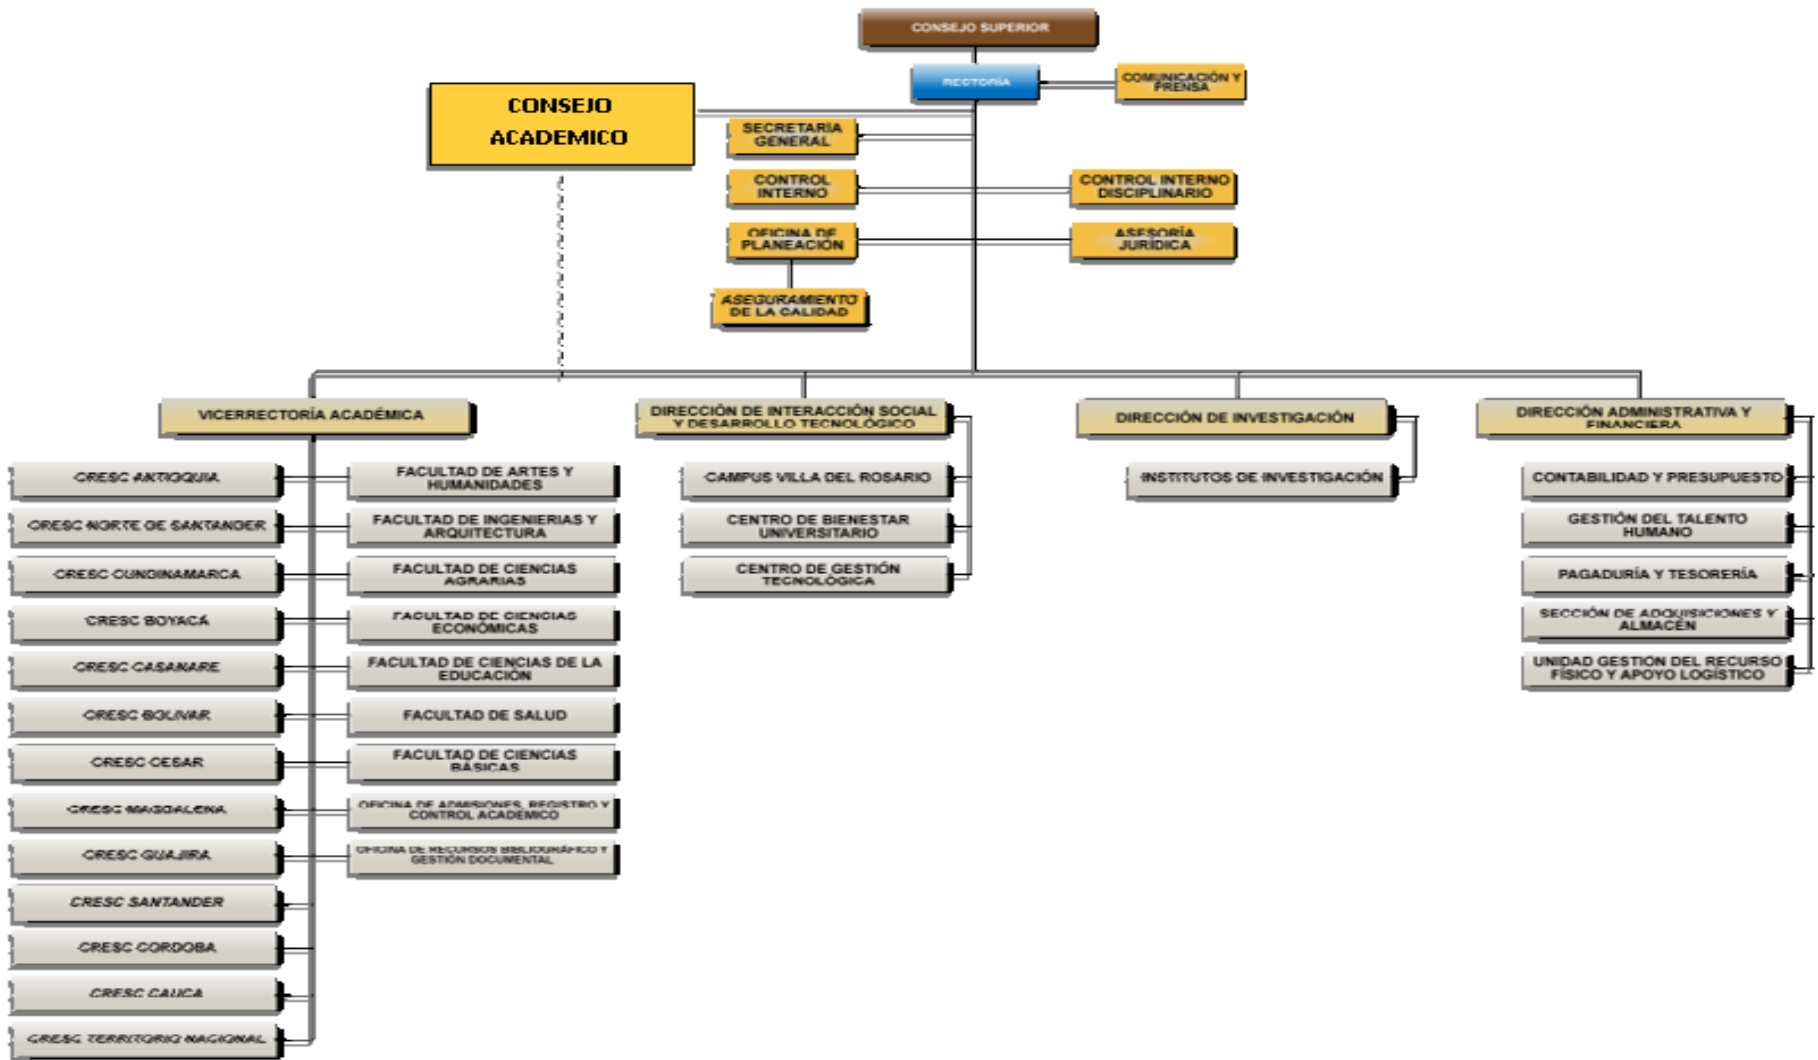 CONSEJO SUPERIOR
RECTORÍA
COMUNICACIÓN Y
PRENSA
CONSEJO
ACADEMICO
SECRETARÍA
GENERAL
CONTROL
INTERNO
CONTROL INTERNO
DISCIPLINARIO
OFICINA DE
PLANEACIÓN
ASESORÍA
JURÍDICA
ASEGURAMIENTO
DE LA CALIDAD
VICERRECTORÍA ACADÉMICA
CRESC ANTIOQUIA
CRESC NORTE DE SANTANDER
CRESC CUNDINAMARCA
CRESC BOYACÁ
CRESC CASANARE
CRESC BOLIVAR
CRESC CESAR
CRESC MAGDALENA
CRESC GUAJIRA
CRESC SANTANDER
CRESC CORDOBA
CRESC CAUCA
CRESC TERRITORIO NACIONAL
FACULTAD DE ARTES Y
HUMANIDADES
FACULTAD DE INGENIERIAS Y
ARQUITECTURA
FACULTAD DE CIENCIAS
AGRARIAS
FACULTAD DE CIENCIAS
ECONÓMICAS
FACULTAD DE CIENCIAS DE LA
EDUCACIÓN
FACULTAD DE SALUD
FACULTAD DE CIENCIAS
BÁSICAS
OFICINA DE ADMISIONES, REGISTRO Y
CONTROL ACADÉMICO
OFICINA DE RECURSOS BIBLIOGRÁFICO Y
GESTIÓN DOCUMENTAL
DIRECCIÓN DE INTERACCIÓN SOCIAL
Y DESARROLLO TECNOLÓGICO
CAMPUS VILLA DEL ROSARIO
CENTRO DE BIENESTAR
UNIVERSITARIO
CENTRO DE GESTIÓN
TECNOLÓGICA
DIRECCIÓN DE INVESTIGACIÓN
INSTITUTOS DE INVESTIGACIÓN
DIRECCIÓN ADMINISTRATIVA Y
FINANCIERA
CONTABILIDAD Y PRESUPUESTO
GESTIÓN DEL TALENTO
HUMANO
PAGADURÍA Y TESORERÍA
SECCIÓN DE ADQUISICIONES Y
ALMACÉN
UNIDAD GESTIÓN DEL RECURSO
FÍSICO Y APOYO LOGÍSTICO